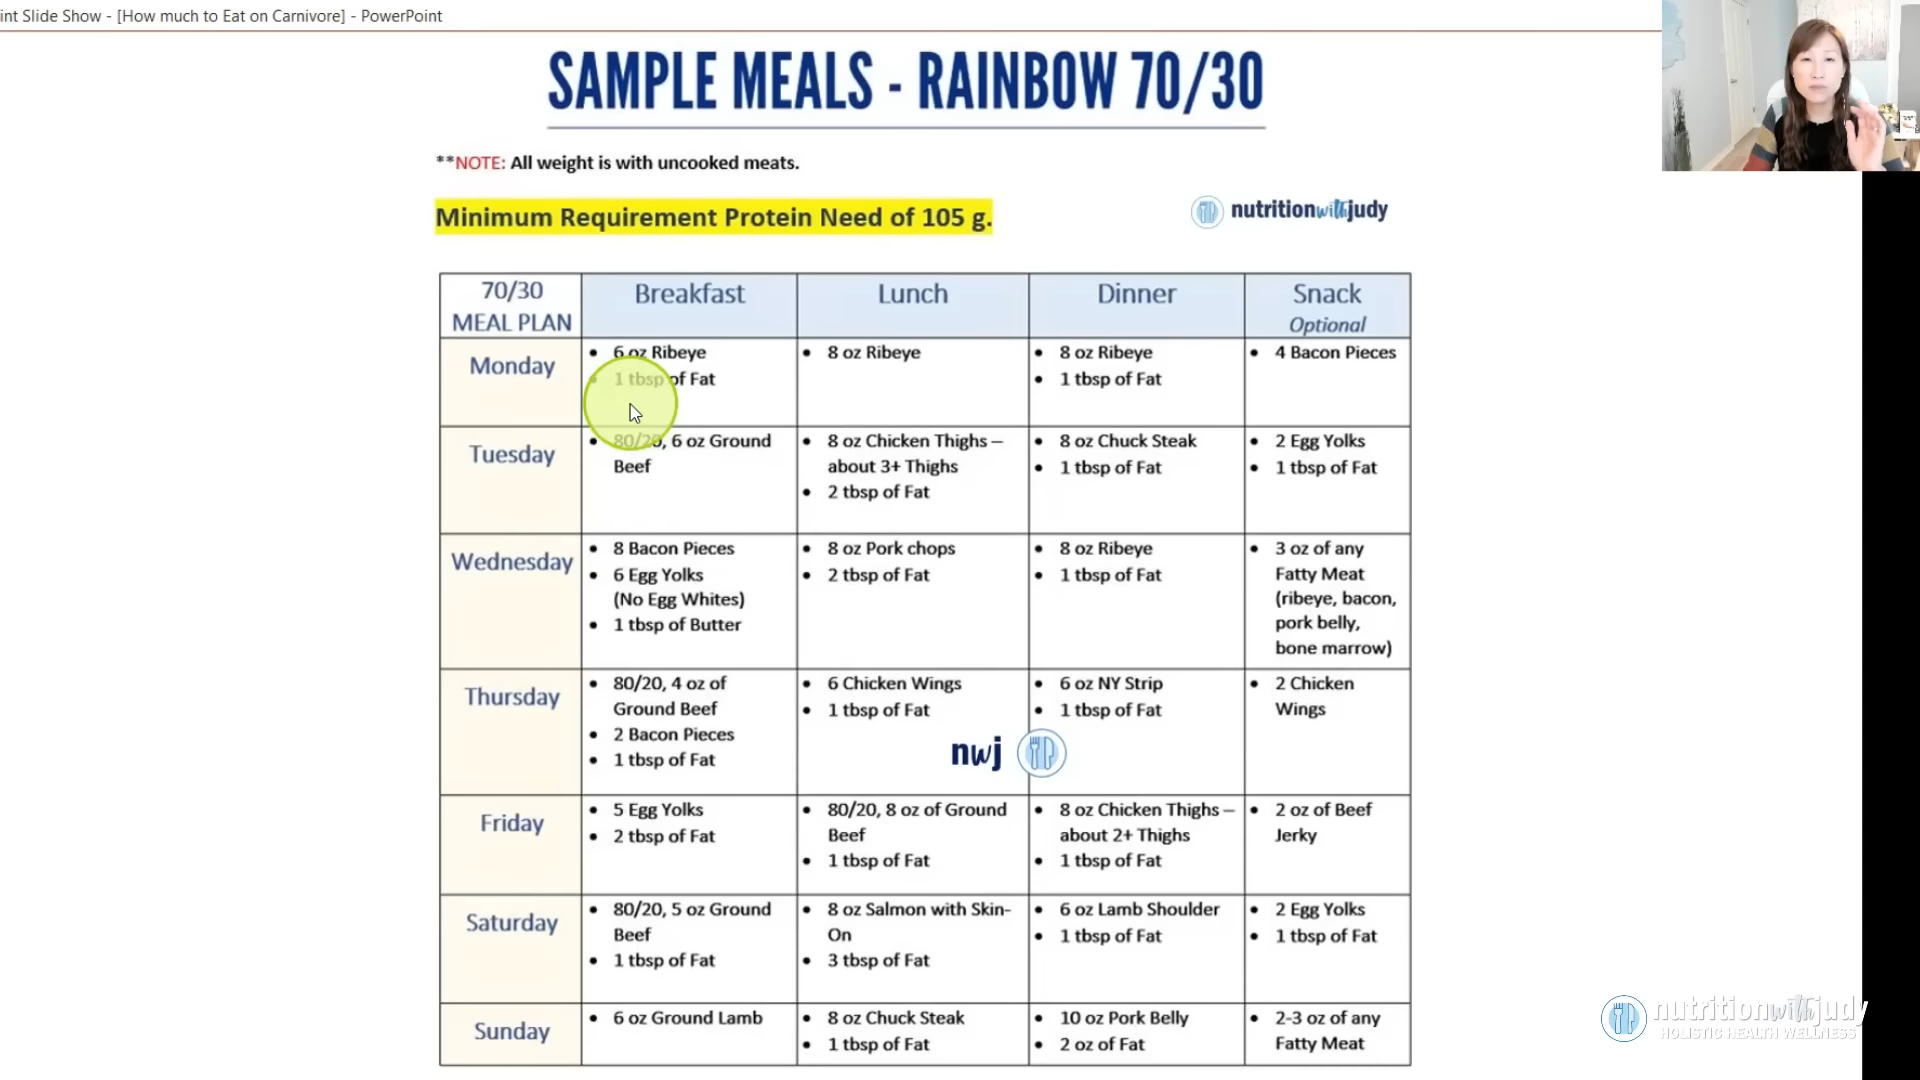 int Slide Show - [How much to Eat on Carnivore] - PowerPoint
SAMPLE MEALS - RAINBOW 70/30
**NOTE: All weight is with uncooked meats.
Minimum Requirement Protein Need of 105 g.
nutritionwithjudy
70/30
MEAL PLAN
Breakfast
Lunch
Dinner
Snack
Optional
Monday
• 6 oz Ribeye
• 1 tbsp of Fat
• 8 oz Ribeye
• 8 oz Ribeye
• 1 tbsp of Fat
• 4 Bacon Pieces
Tuesday
• 80/20, 6 oz Ground
Beef
• 8 oz Chicken Thighs –
about 3+ Thighs
• 2 tbsp of Fat
• 8 oz Chuck Steak
• 1 tbsp of Fat
• 2 Egg Yolks
• 1 tbsp of Fat
Wednesday
• 8 Bacon Pieces
• 6 Egg Yolks
(No Egg Whites)
• 1 tbsp of Butter
• 8 oz Pork chops
• 2 tbsp of Fat
• 8 oz Ribeye
• 1 tbsp of Fat
• 3 oz of any
Fatty Meat
(ribeye, bacon,
pork belly,
bone marrow)
Thursday
• 80/20, 4 oz of
Ground Beef
• 2 Bacon Pieces
• 1 tbsp of Fat
• 6 Chicken Wings
• 1 tbsp of Fat
• 6 oz NY Strip
• 1 tbsp of Fat
• 2 Chicken
Wings
nwj
Friday
• 5 Egg Yolks
• 2 tbsp of Fat
• 80/20, 8 oz of Ground
Beef
• 1 tbsp of Fat
• 8 oz Chicken Thighs –
about 2+ Thighs
• 1 tbsp of Fat
• 2 oz of Beef
Jerky
Saturday
• 80/20, 5 oz Ground
Beef
• 1 tbsp of Fat
• 8 oz Salmon with Skin-
On
• 3 tbsp of Fat
• 6 oz Lamb Shoulder
• 1 tbsp of Fat
• 2 Egg Yolks
• 1 tbsp of Fat
Sunday
• 6 oz Ground Lamb
• 8 oz Chuck Steak
• 1 tbsp of Fat
• 10 oz Pork Belly
• 2 oz of Fat
• 2-3 oz of any
Fatty Meat
nutritionwithjudy
HOLISTIC HEALTH WELLNESS